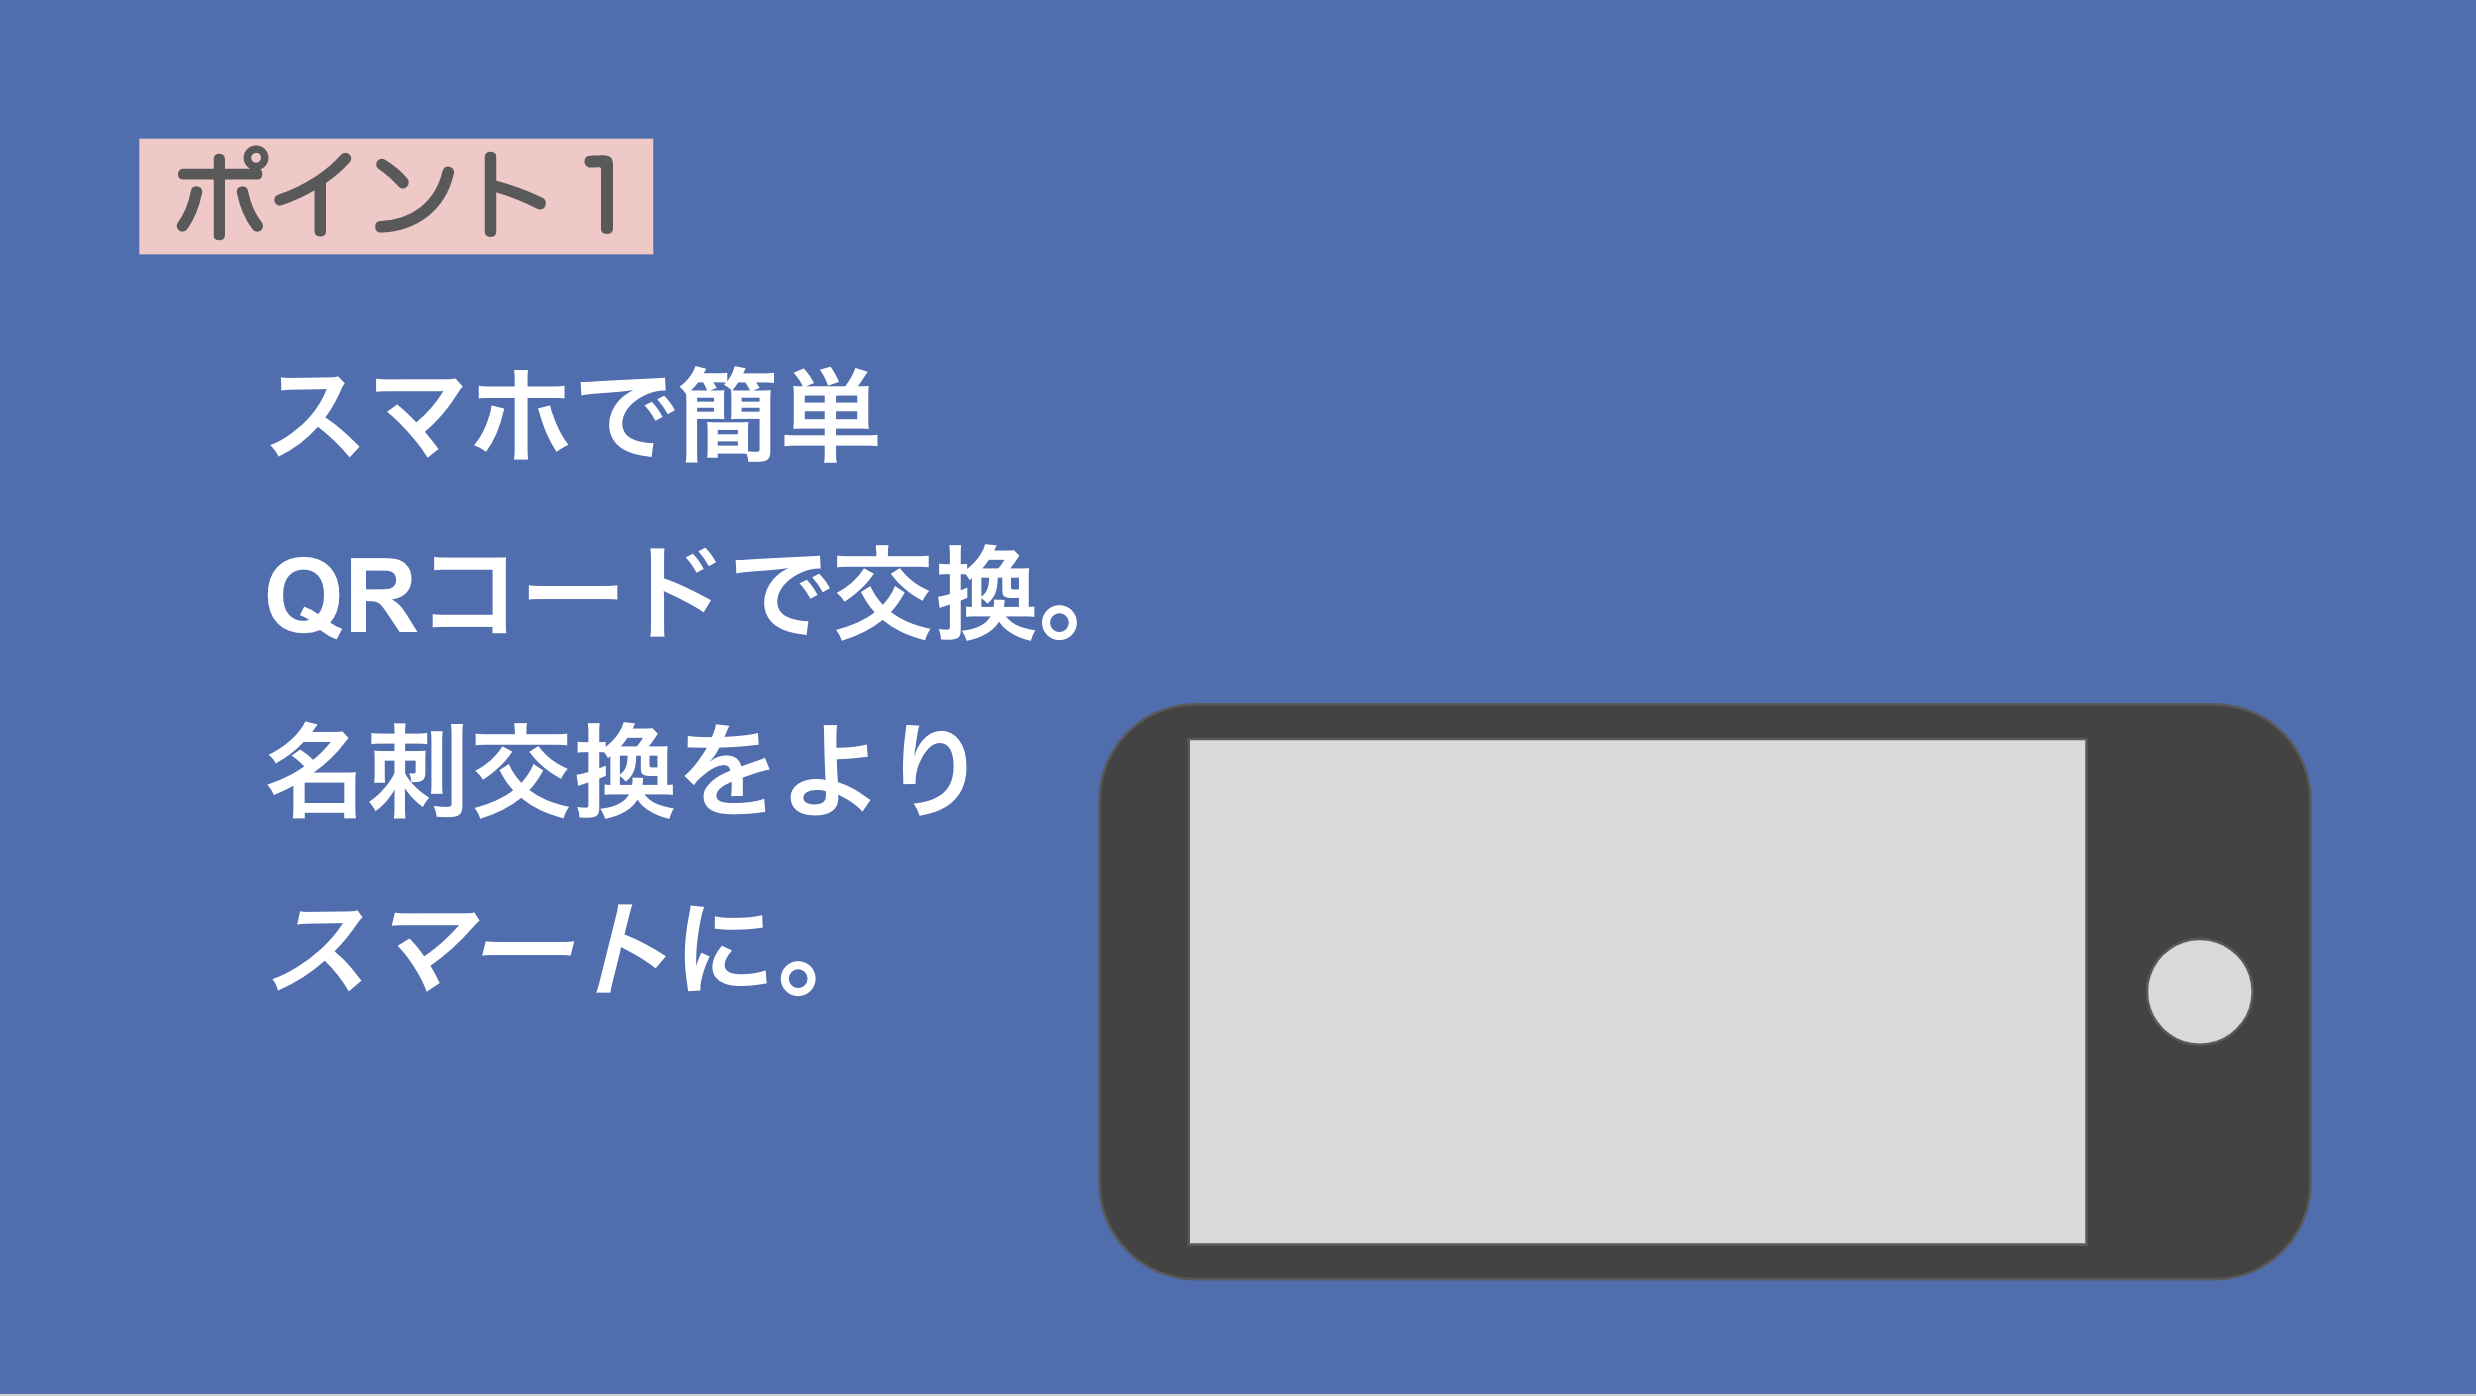 ポイント 1
スマホで簡単
QRコードで交換。
名刺交換をより
スマートに。